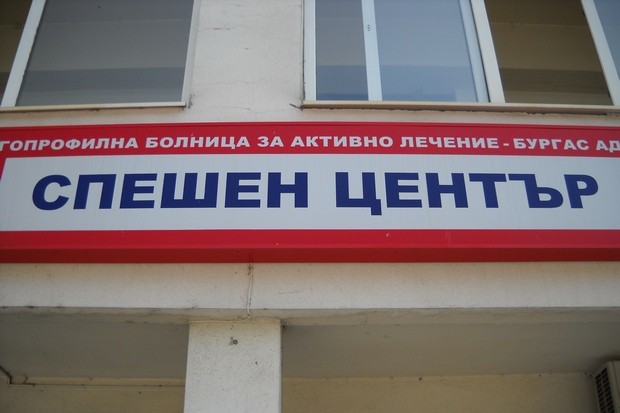 ГОПРОФИЛНА БОЛНИЦА ЗА АКТИВНО ЛЕЧЕНИЕ - БУРГАС АД
СПЕШЕН ЦЕНТЪР